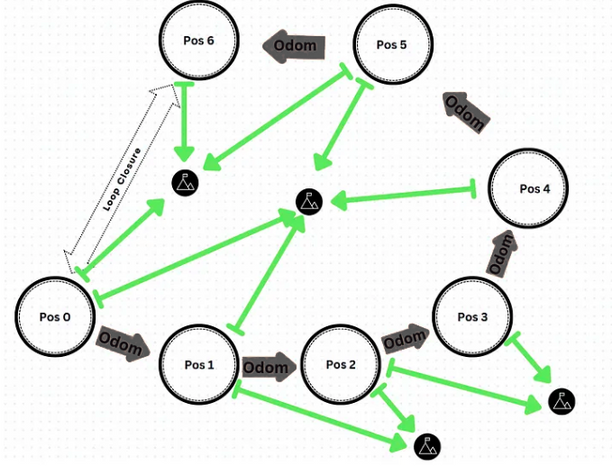 Pos 6
Odom
Pos 5
Odom
Loop Closure
Pos 4
Odom
Pos 0
Odom
Pos 1
Odom
Pos 2
Odom
Pos 3